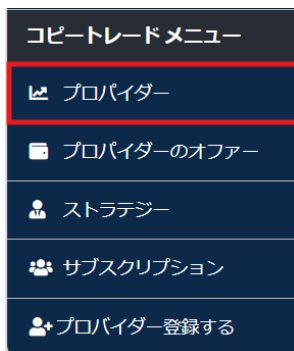 コピートレードメニュー
プロパイダー
プロパイダーのオファー
ストラテジー
サブスクリプション
プロバイダー登録する